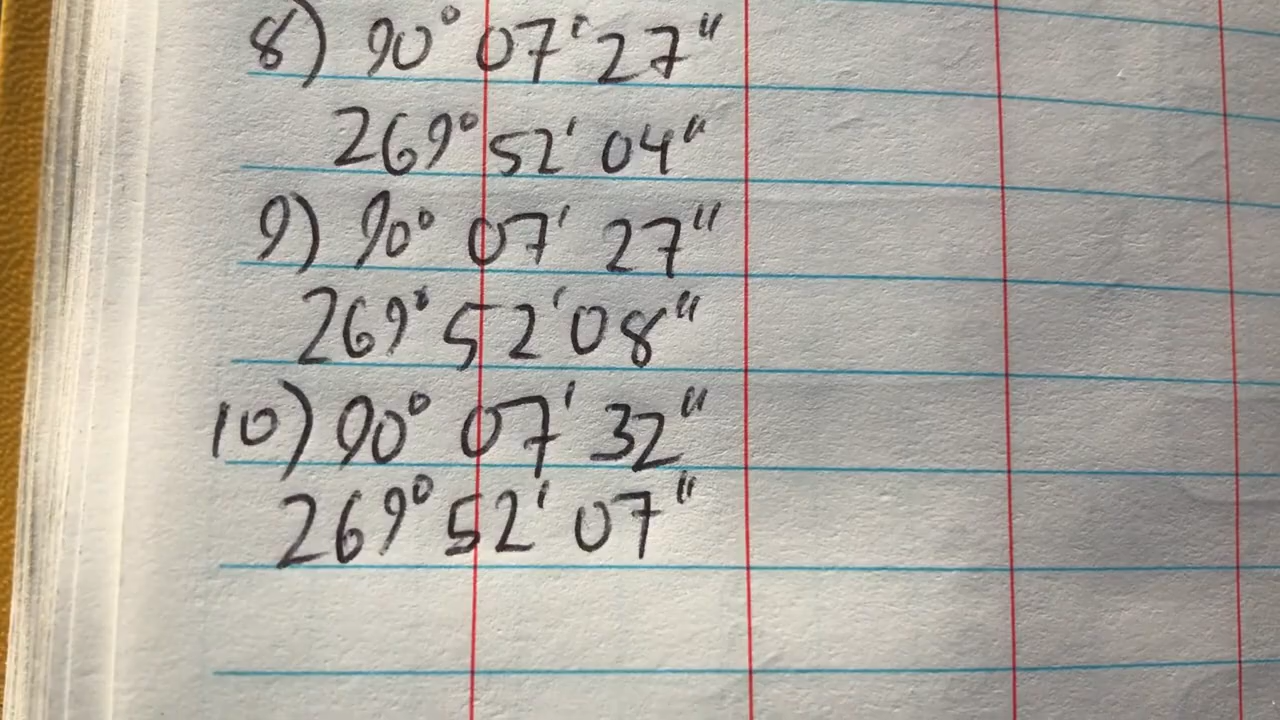 8) 90° 07' 27"
269° 52' 04"
9) 90° 07' 27"
269° 52' 08"
10) 90° 07' 32"
269° 52' 07"